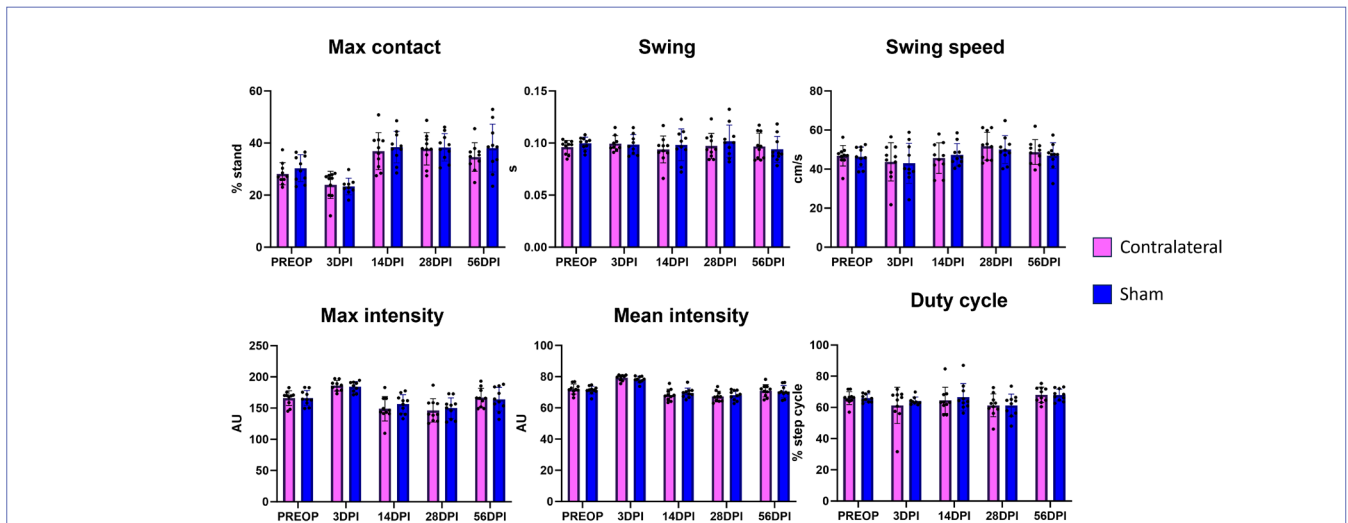 Max contact
% stand
60
40
20
0
PREOP 3DPI 14DPI 28DPI 56DPI
Swing
s
0.15
0.10
0.05
0.00
PREOP 3DPI 14DPI 28DPI 56DPI
Swing speed
cm/s
80
60
40
20
0
PREOP 3DPI 14DPI 28DPI 56DPI
Contralateral
Sham
Max intensity
AU
250
200
150
100
50
0
PREOP 3DPI 14DPI 28DPI 56DPI
Mean intensity
AU
100
80
60
40
20
0
PREOP 3DPI 14DPI 28DPI 56DPI
Duty cycle
% step cycle
100
80
60
40
20
0
PREOP 3DPI 14DPI 28DPI 56DPI